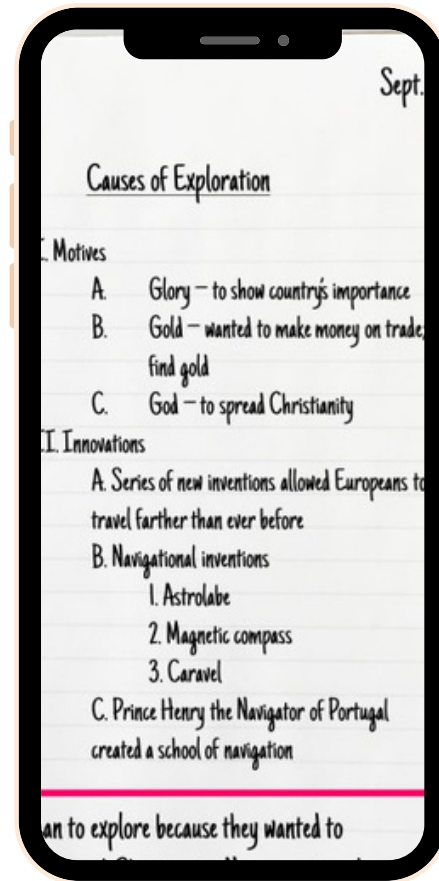 Sept.
Causes of Exploration
I. Motives
A. Glory – to show country's importance
B. Gold – wanted to make money on trade,
find gold
C. God – to spread Christianity
II. Innovations
A. Series of new inventions allowed Europeans to
travel farther than ever before
B. Navigational inventions
1. Astrolabe
2. Magnetic compass
3. Caravel
C. Prince Henry the Navigator of Portugal
created a school of navigation
an to explore because they wanted to